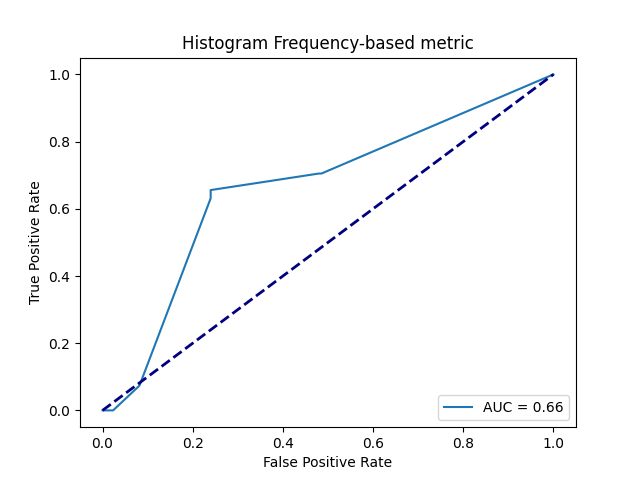 Histogram Frequency-based metric
1.0
0.8
0.6
0.4
0.2
0.0
True Positive Rate
0.0 0.2 0.4 0.6 0.8 1.0
False Positive Rate
AUC = 0.66